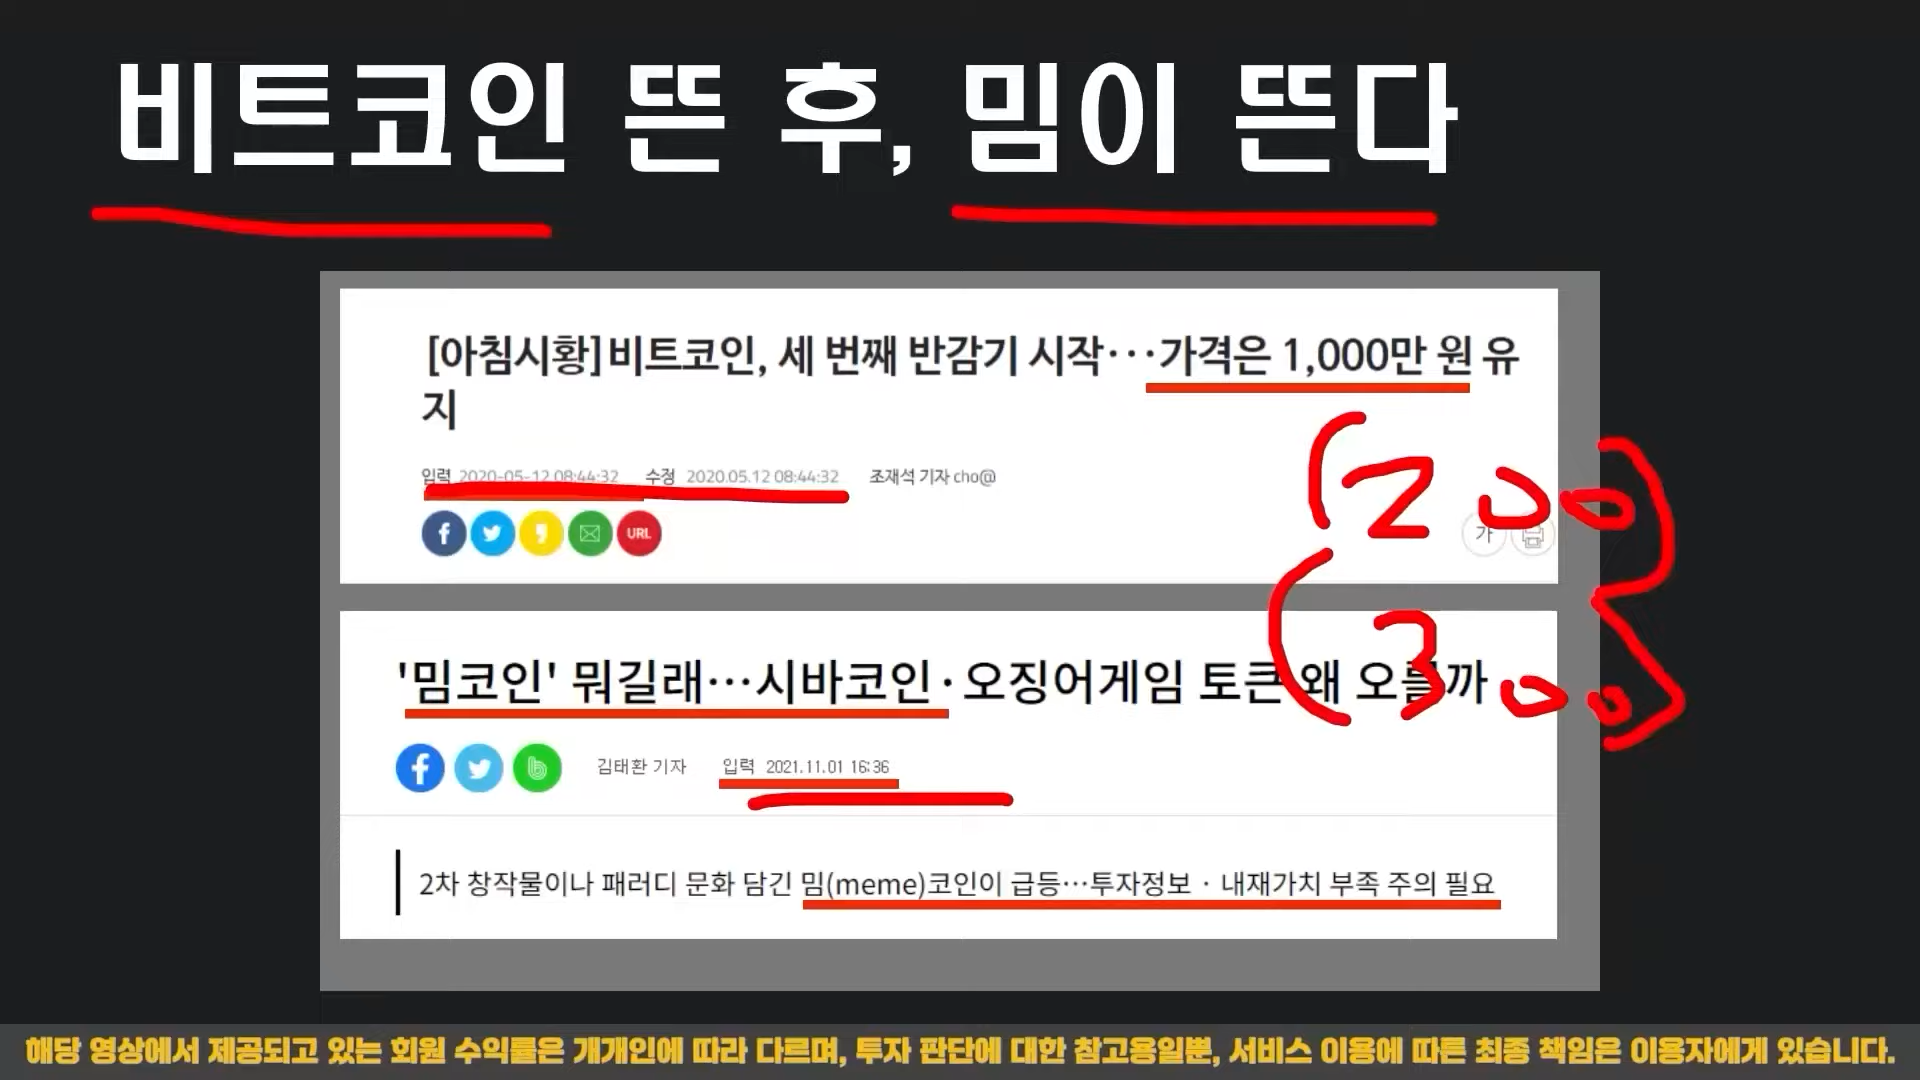 비트코인 뜬 후, 밈이 뜬다
[아침시황]비트코인, 세 번째 반감기 시작···가격은 1,000만 원 유
지
입력 2020-05-12 08:44:32 수정 2020.05.12 08:44:32 조재석 기자 cho@
URL
(200)
가
'밈코인' 뭐길래···시바코인·오징어게임 토큰 왜 오를까
(300)
김태환 기자 입력 2021.11.01 16:36
2차 창작물이나 패러디 문화 담긴 밈(meme)코인이 급등···투자정보·내재가치 부족 주의 필요
해당 영상에서 제공되고 있는 회원 수익률은 개개인에 따라 다르며, 투자 판단에 대한 참고용일뿐, 서비스 이용에 따른 최종 책임은 이용자에게 있습니다.